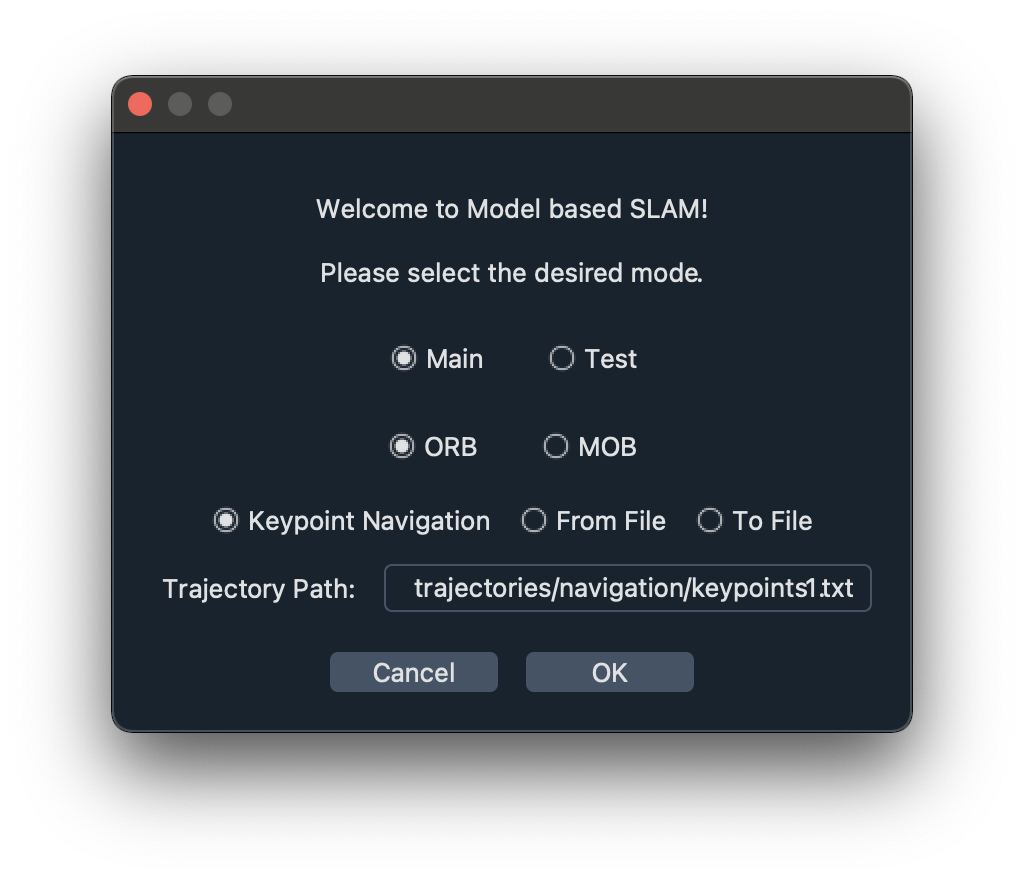 Welcome to Model based SLAM!
Please select the desired mode.
Main Test
ORB MOB
Keypoint Navigation From File To File
Trajectory Path: trajectories/navigation/keypoints1.txt
Cancel OK